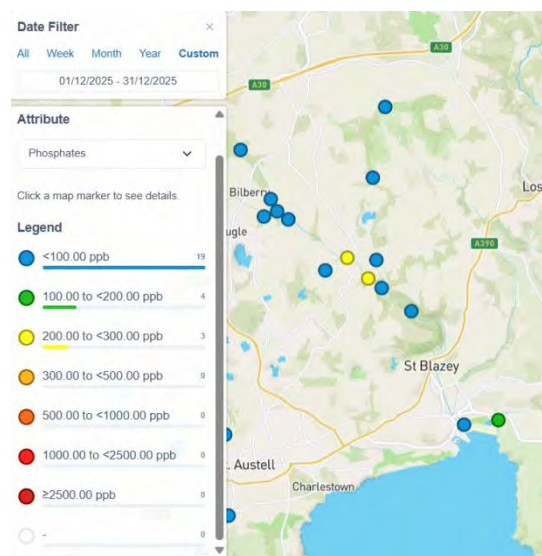 Date Filter ×
All Week Month Year Custom
01/12/2025 - 31/12/2025
Attribute
Phosphates
Click a map marker to see details.
Legend
<100.00 ppb 19
100.00 to <200.00 ppb 4
200.00 to <300.00 ppb 3
300.00 to <500.00 ppb 0
500.00 to <1000.00 ppb 0
1000.00 to <2500.00 ppb 0
≥2500.00 ppb 0
- 0
A30
A30
Bilberry
ugle
Los
A390
St Blazey
. Austell
Charlestown